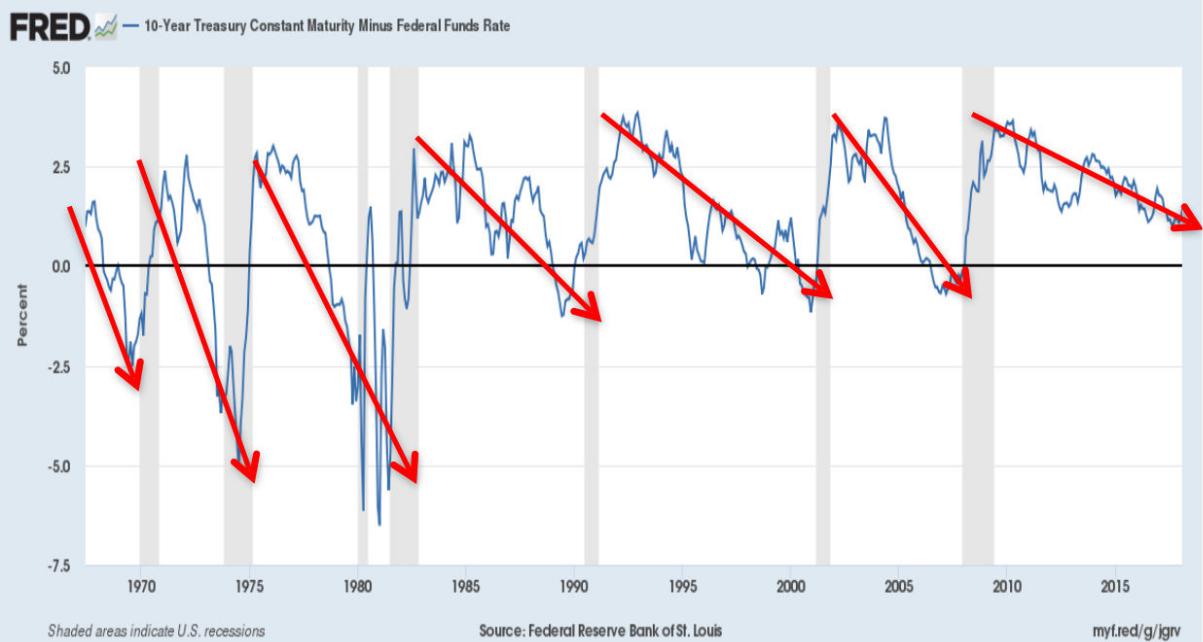 FRED — 10-Year Treasury Constant Maturity Minus Federal Funds Rate
5.0
2.5
0.0
-2.5
-5.0
-7.5
Percent
1970 1975 1980 1985 1990 1995 2000 2005 2010 2015
Shaded areas indicate U.S. recessions Source: Federal Reserve Bank of St. Louis myf.red/g/jgrv